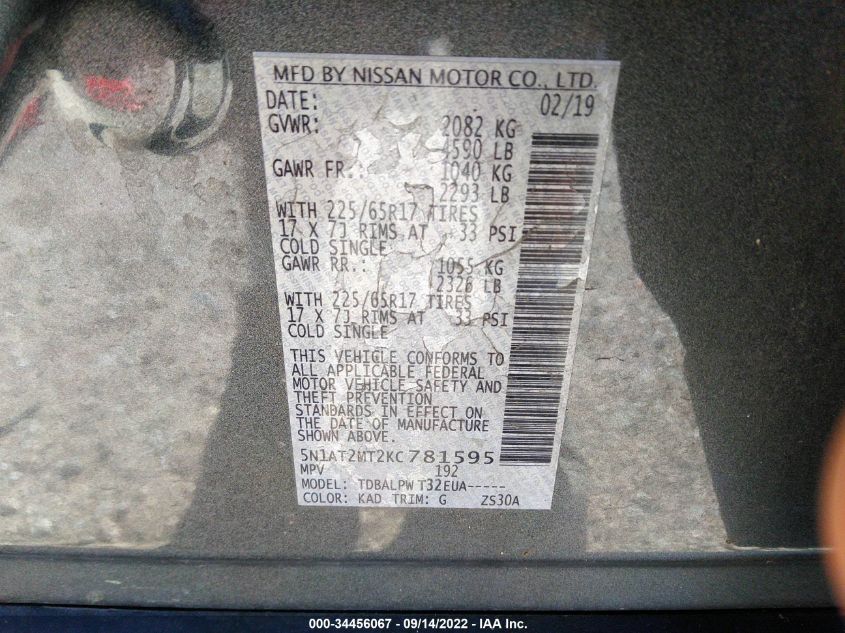 MFD BY NISSAN MOTOR CO., LTD.
DATE: 02/19
GVWR: 2082 KG
4590 LB
GAWR FR.: 1040 KG
2293 LB
WITH 225/65R17 TIRES
17 X 7J RIMS AT 33 PSI
COLD SINGLE
GAWR RR.: 1055 KG
2326 LB
WITH 225/65R17 TIRES
17 X 7J RIMS AT 33 PSI
COLD SINGLE
THIS VEHICLE CONFORMS TO
ALL APPLICABLE FEDERAL
MOTOR VEHICLE SAFETY AND
THEFT PREVENTION
STANDARDS IN EFFECT ON
THE DATE OF MANUFACTURE
SHOWN ABOVE.
5N1AT2MT2KC781595
MPV 192
MODEL: TDBALPW T32EUA-----
COLOR: KAD TRIM: G ZS30A
000-34456067 - 09/14/2022 - IAA Inc.